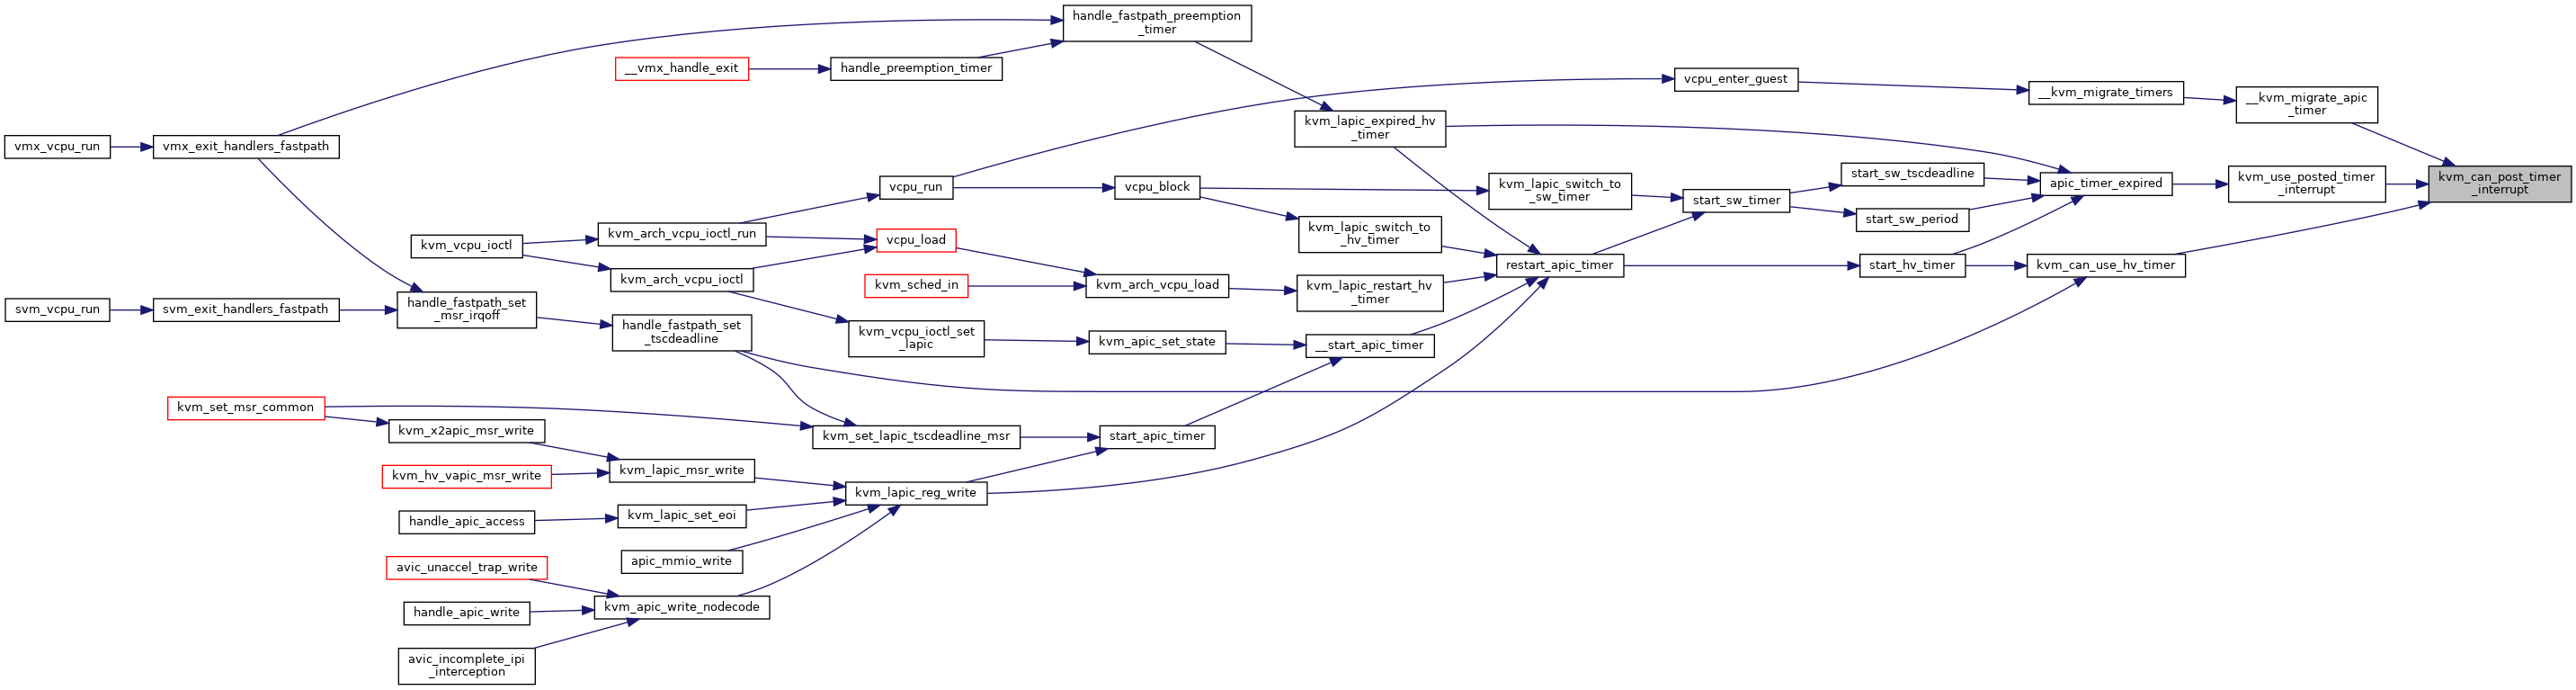 handle_fastpath_preemption
_timer
__vmx_handle_exit
handle_preemption_timer
vcpu_enter_guest
__kvm_migrate_timers
__kvm_migrate_apic
_timer
kvm_lapic_expired_hv
_timer
vmx_vcpu_run
vmx_exit_handlers_fastpath
vcpu_run
vcpu_block
kvm_lapic_switch_to
_sw_timer
start_sw_timer
start_sw_tscdeadline
start_sw_period
apic_timer_expired
kvm_use_posted_timer
_interrupt
kvm_can_post_timer
_interrupt
kvm_vcpu_ioctl
kvm_arch_vcpu_ioctl_run
vcpu_load
kvm_lapic_switch_to
_hv_timer
kvm_arch_vcpu_ioctl
kvm_sched_in
kvm_arch_vcpu_load
kvm_lapic_restart_hv
_timer
restart_apic_timer
start_hv_timer
kvm_can_use_hv_timer
svm_vcpu_run
svm_exit_handlers_fastpath
handle_fastpath_set
_msr_irqoff
handle_fastpath_set
_tscdeadline
kvm_vcpu_ioctl_set
_lapic
kvm_apic_set_state
__start_apic_timer
kvm_set_msr_common
kvm_x2apic_msr_write
kvm_set_lapic_tscdeadline_msr
start_apic_timer
kvm_hv_vapic_msr_write
kvm_lapic_msr_write
kvm_lapic_reg_write
handle_apic_access
kvm_lapic_set_eoi
apic_mmio_write
avic_unaccel_trap_write
handle_apic_write
kvm_apic_write_nodecode
avic_incomplete_ipi
_interception